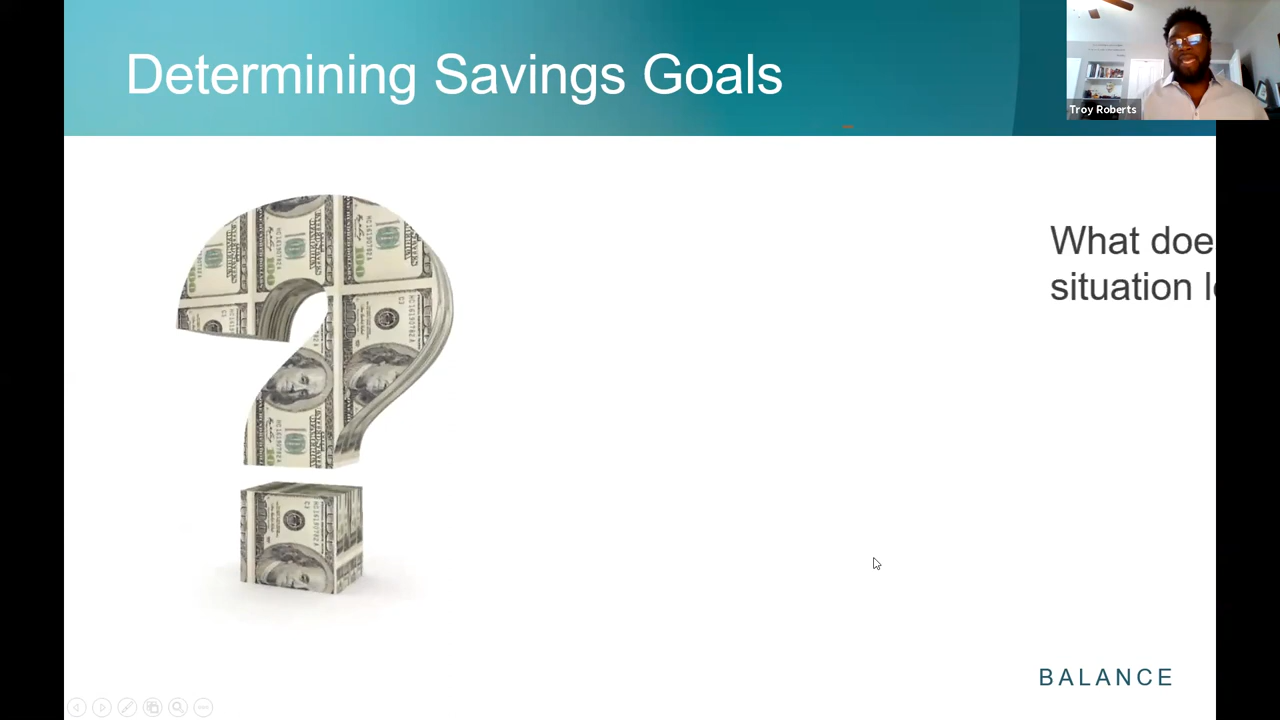 Determining Savings Goals
Troy Roberts
What doe
situation l
BALANCE